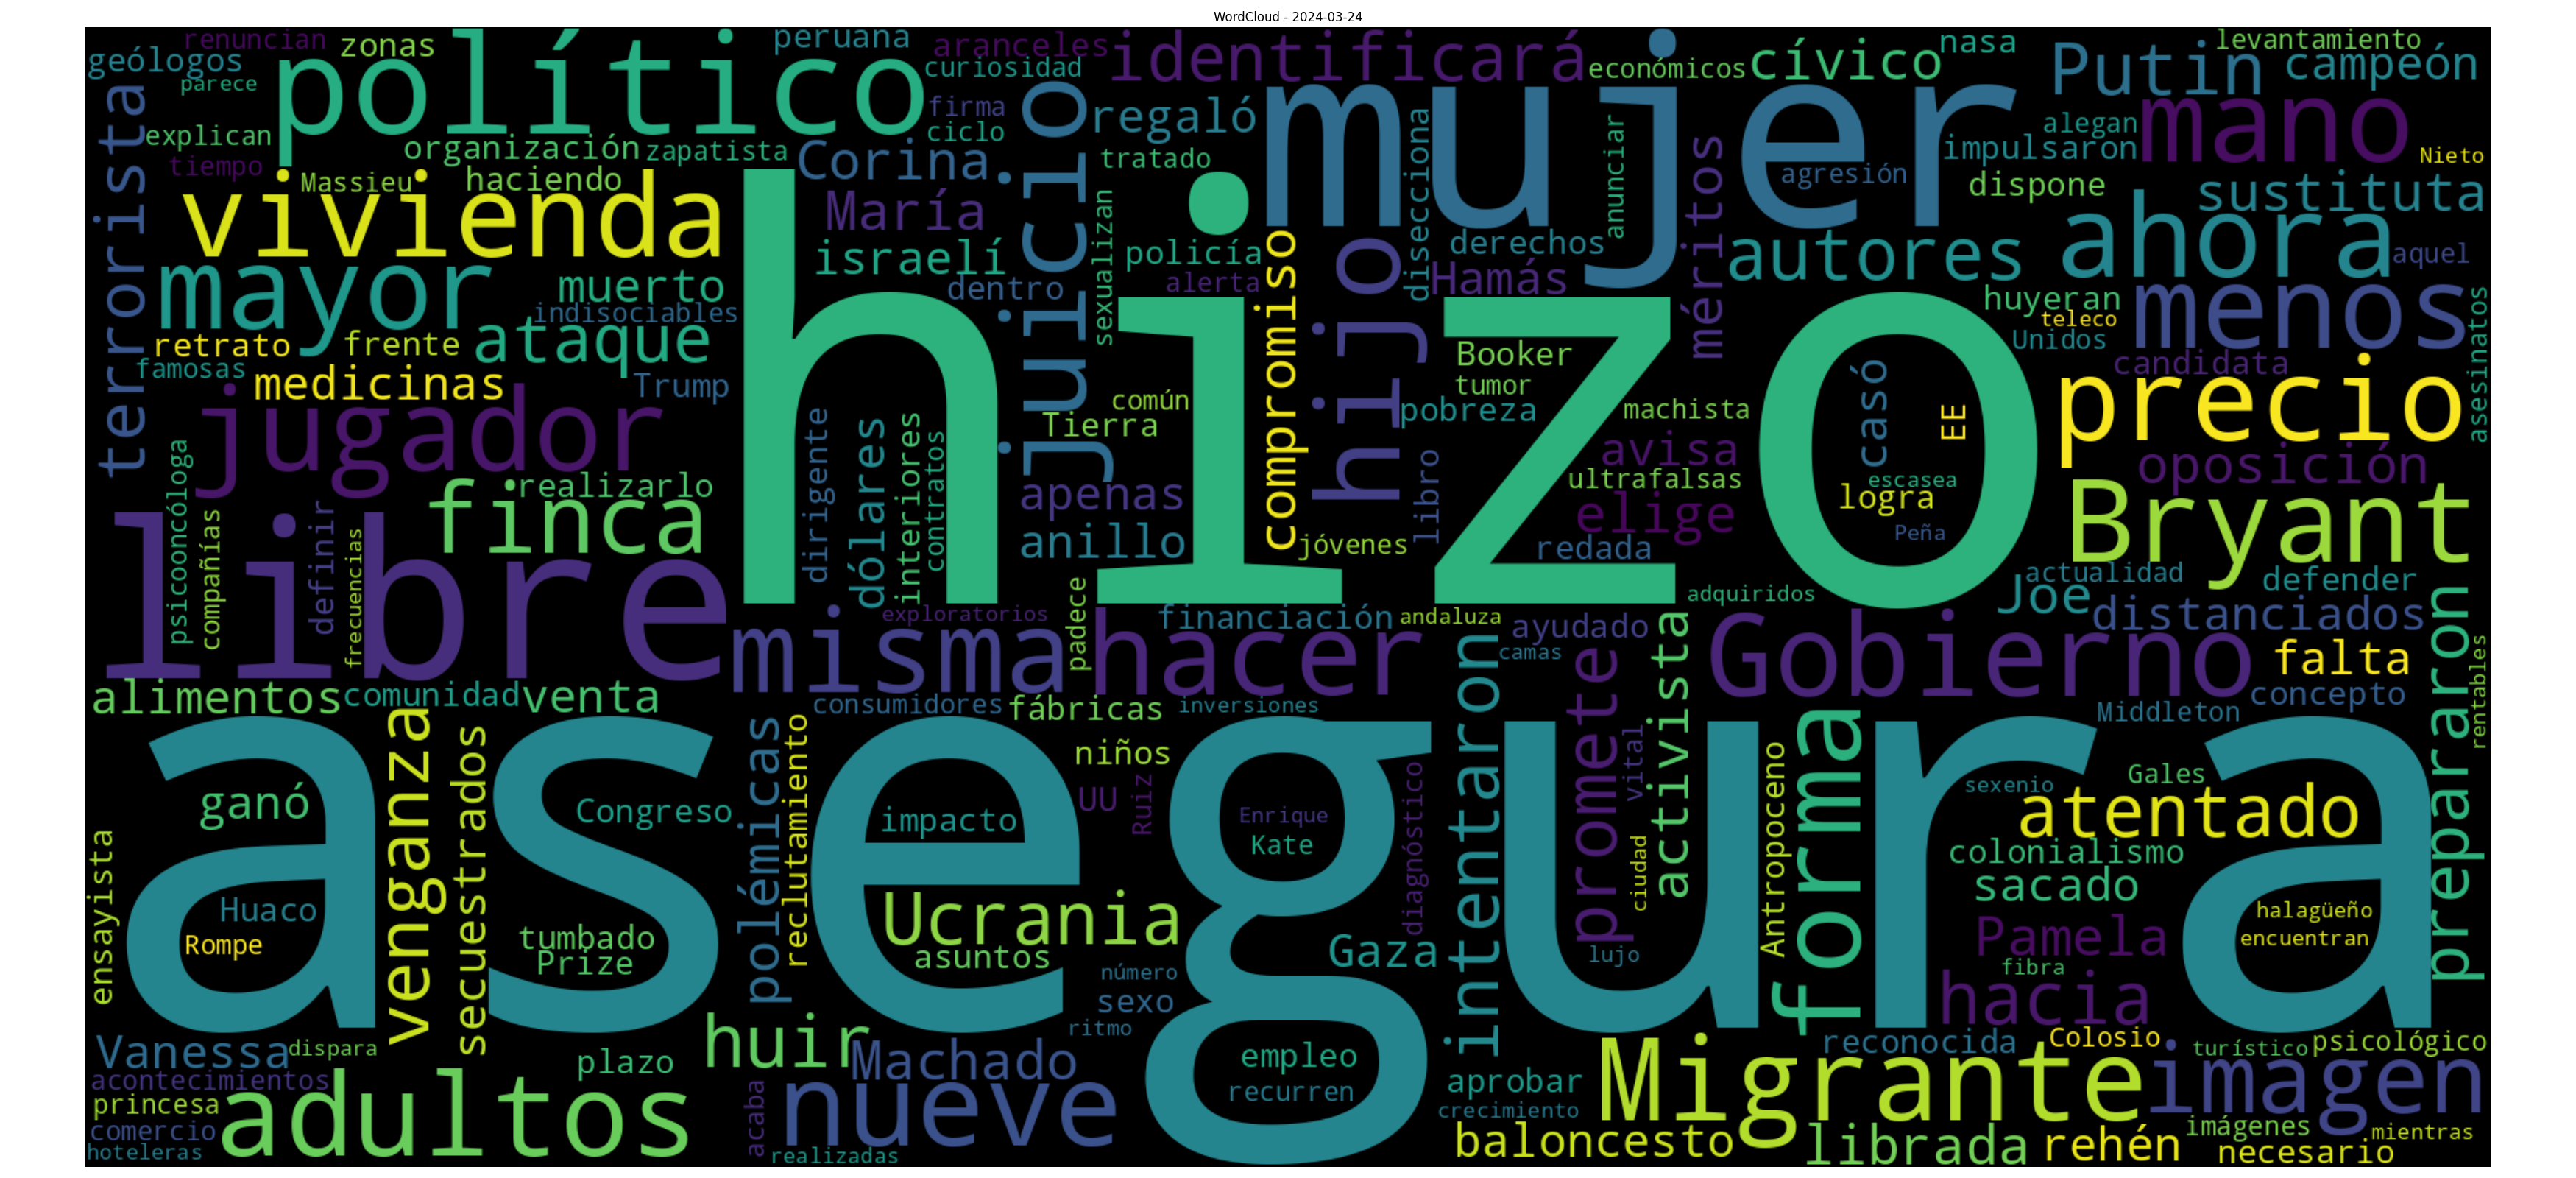 WordCloud - 2024-03-24
renuncian
zonas
político
peruana
aranceles
identificará
económicos
cívico
nasa
levantamiento
geólogos
parece
curiosidad
Putin
campeón
explican
firma
ciclo
regaló
mujer
alegan
mano
tiempo
organización
zapatista
Corina
tratado
impulsaron
Nieto
terrorista
Massieu
haciendo
juicio
disecciona
anunciar
agresión
méritos
dispone
sustituta
vivienda
María
israelí
sexualizan
policía
derechos
autores
ahora
aquel
mayor
muerto
dentro
alerta
compromiso
hijo
Hamás
huyeran
menos
indisociables
ataque
hizo
teleco
Unidos
asesinatos
retrato
frente
famosas
medicinas
Trump
Booker
tumor
candidata
precio
jugador
común
Tierra
pobreza
machista
casó
EE
dirigente
dólares
interiores
contratos
avisa
oposición
psicooncóloga
realizarlo
apenas
libro
ultrafalsas
escasea
logra
Bryant
finca
compañías
definir
frecuencias
anillo
jóvenes
elige
redada
Peña
libre
actualidad
defender
Joe
distanciados
exploratorios
financiación
andaluza
adquiridos
misma
padece
hacer
ayudado
activista
Gobierno
preparararon
falta
rentables
alimentos
comunidad
venta
consumidores
fábricas
inversiones
intentaron
camas
promete
vital
concepto
Middleton
venganza
secuestrados
polémicas
reclutamiento
niños
forma
Antropoceno
ganó
asegura
Congreso
impacto
UU
Ruiz
Enrique
Kate
diagnóstico
ciudad
sexenio
Gales
atentado
ensayista
colonialismo
sacado
Huaco
Rompe
tumbado
Prize
Ucrania
asuntos
Gaza
lujo
Pamela
halagüeño
encuentran
número
sexo
ritmo
fibra
hacia
Vanessa
dispara
plazo
huir
Machado
empleo
recurren
reconocida
Colosio
turístico
psicológico
acontecimientos
princesa
comercio
hoteleras
adultos
acaba
nueve
realizadas
aprobar
crecimiento
Migrante
imagen
baloncesto
librada
rehén
imágenes
mientras
necesario